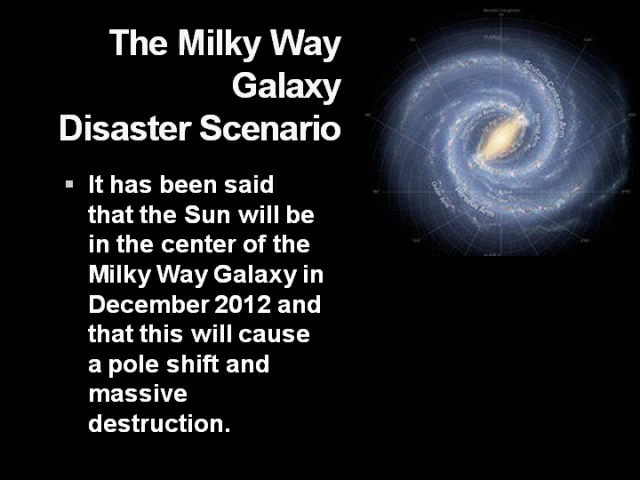 The Milky Way
Galaxy
Disaster Scenario
It has been said
that the Sun will be
in the center of the
Milky Way Galaxy in
December 2012 and
that this will cause
a pole shift and
massive
destruction.